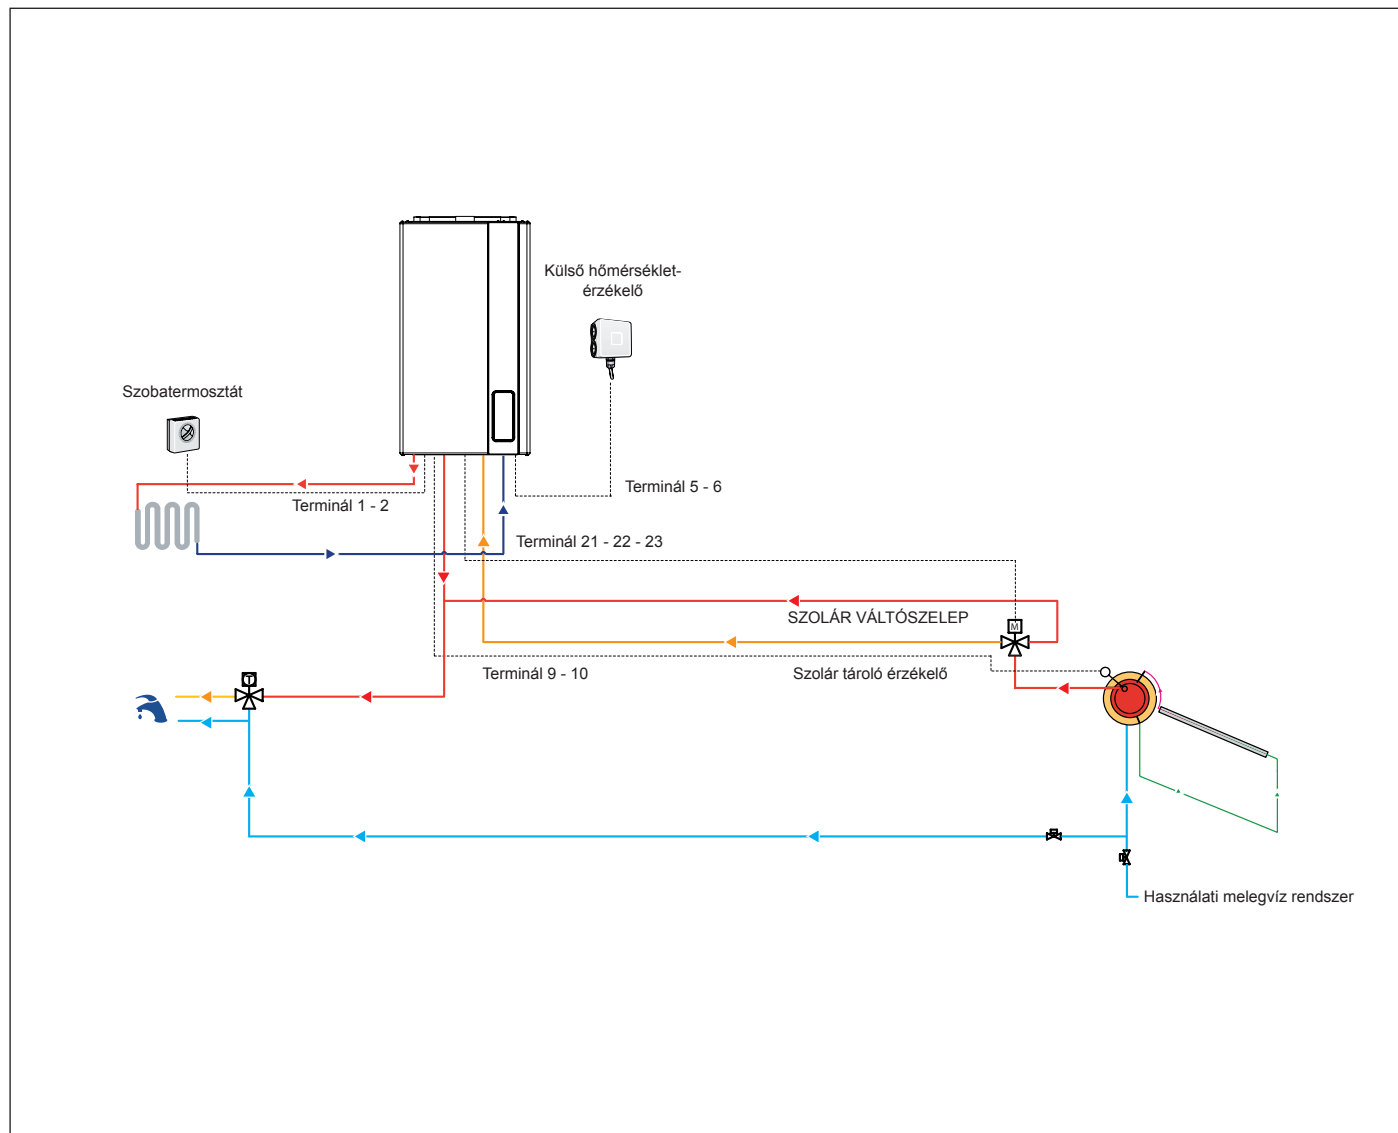 Külső hőmérséklet-
érzékelő
Szobatermosztát
Terminál 5 - 6
Terminál 1 - 2
Terminál 21 - 22 - 23
SZOLÁR VÁLTÓSZELEP
M
Terminál 9 - 10
Szolár tároló érzékelő
T
Használati melegvíz rendszer